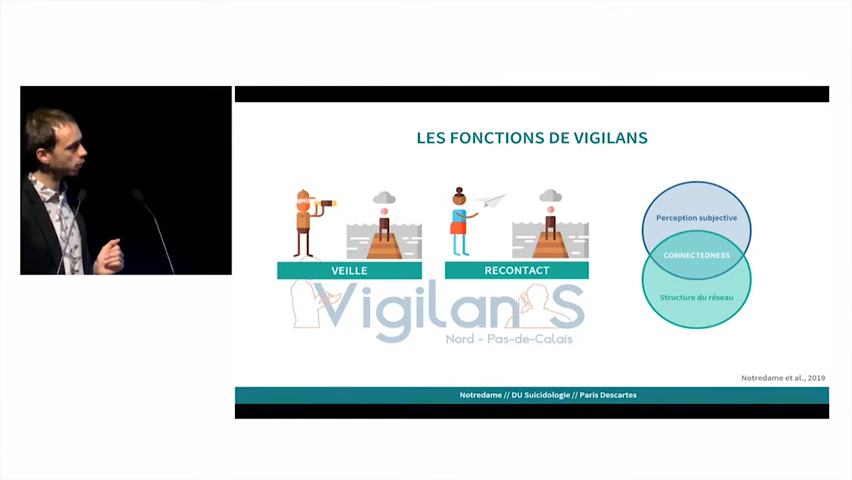 LES FONCTIONS DE VIGILANS
VEILLE
RECONTACT
Perception subjective
CONNECTEDNESS
Structure du réseau
VigilanS
Nord - Pas-de-Calais
Notredame et al., 2019
Notredame // DU Suicidologie // Paris Descartes